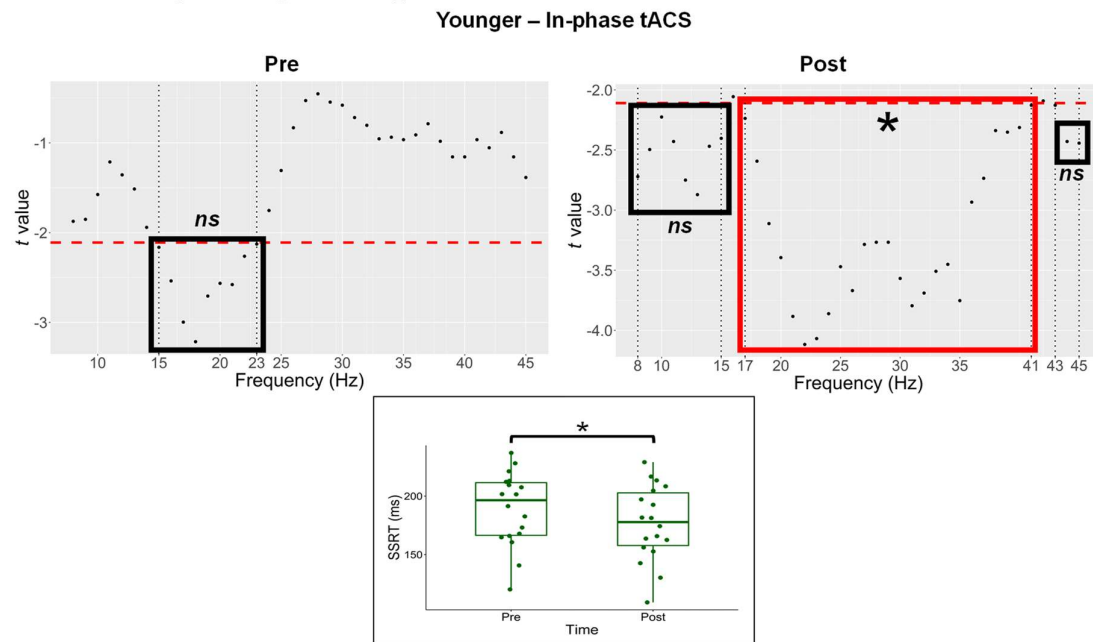 Younger – In-phase tACS
Pre
t value
-1
-2
-3
ns
10 15 20 23 25 30 35 40 45
Frequency (Hz)
Post
t value
-2.0
-2.5
-3.0
-3.5
-4.0
ns
*
ns
8 10 15 17 20 25 30 35 41 43 45
Frequency (Hz)
*
SSRT (ms)
200
150
Pre Post
Time